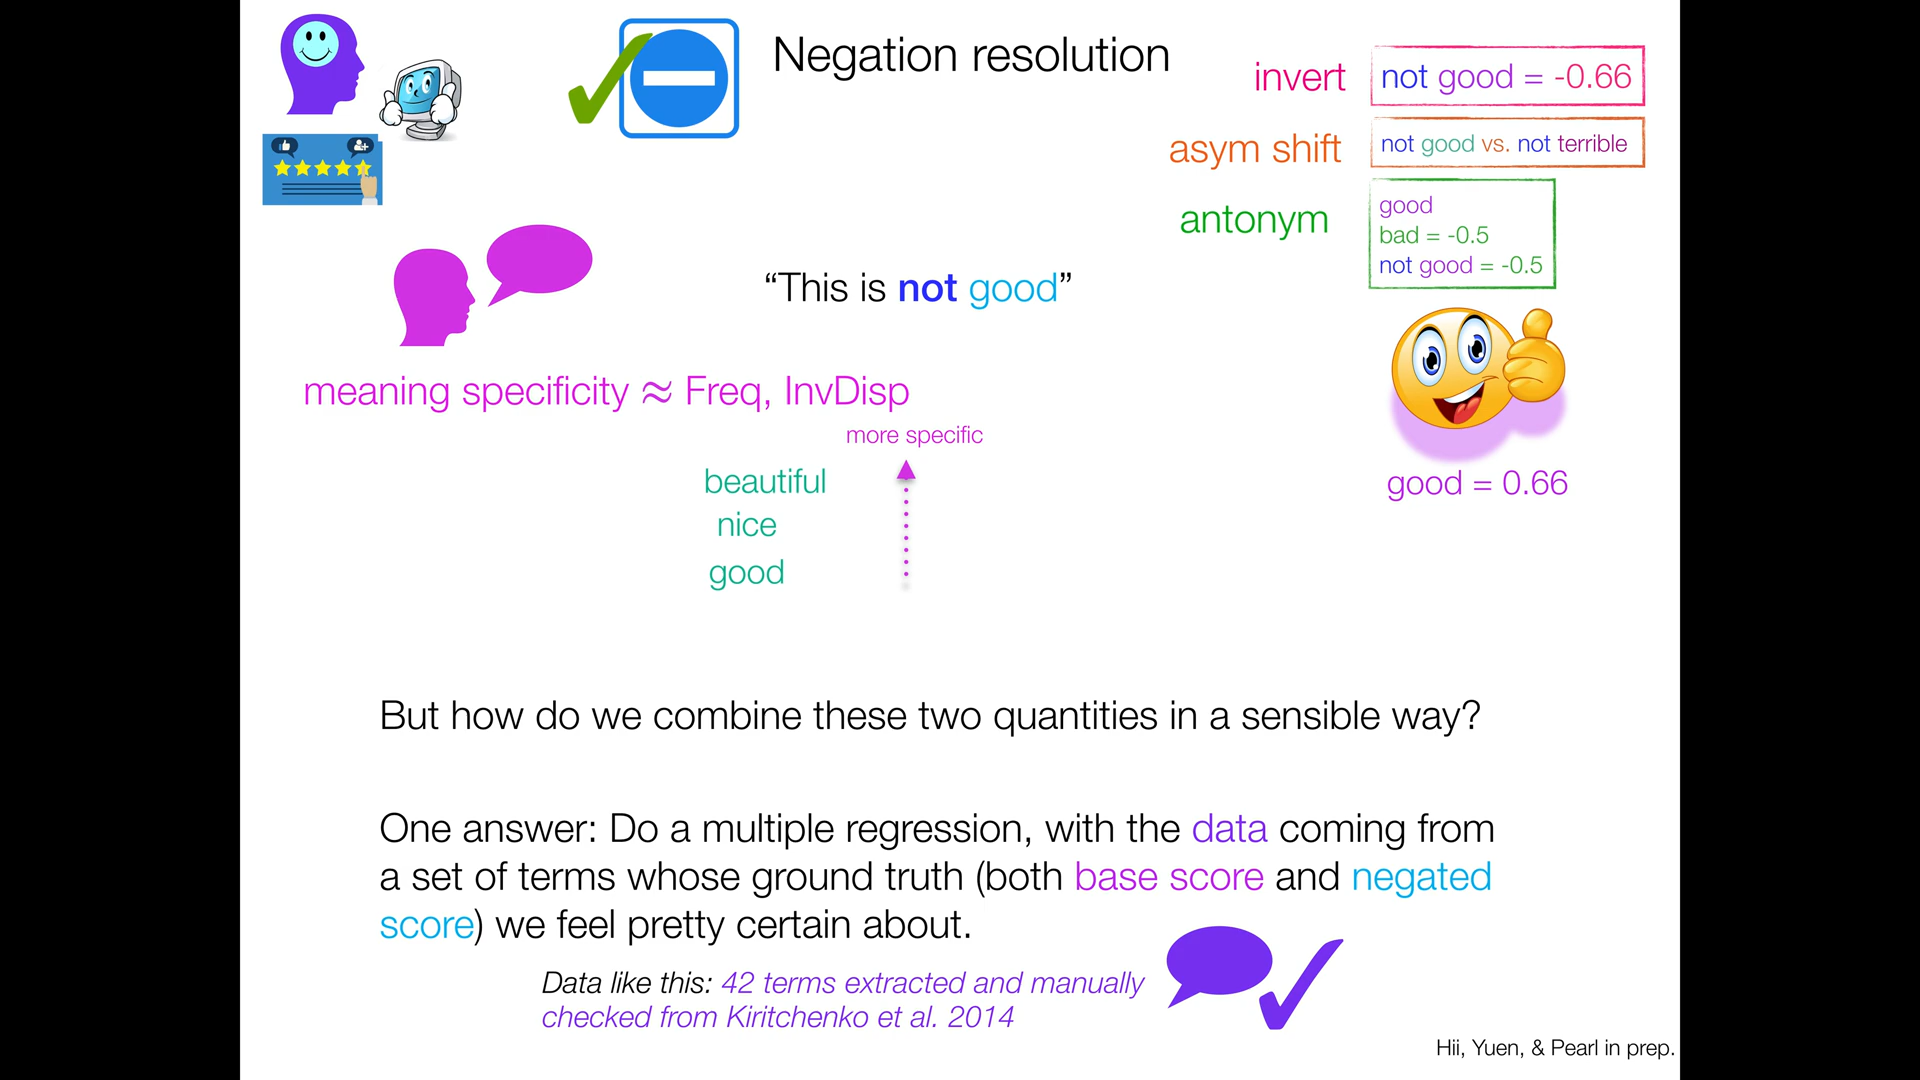 Negation resolution
invert
not good = -0.66
asym shift
not good vs. not terrible
antonym
good
bad = -0.5
not good = -0.5
“This is not good”
meaning specificity ≈ Freq, InvDisp
more specific
beautiful
nice
good
good = 0.66
But how do we combine these two quantities in a sensible way?
One answer: Do a multiple regression, with the data coming from
a set of terms whose ground truth (both base score and negated
score) we feel pretty certain about.
Data like this: 42 terms extracted and manually
checked from Kiritchenko et al. 2014
Hii, Yuen, & Pearl in prep.